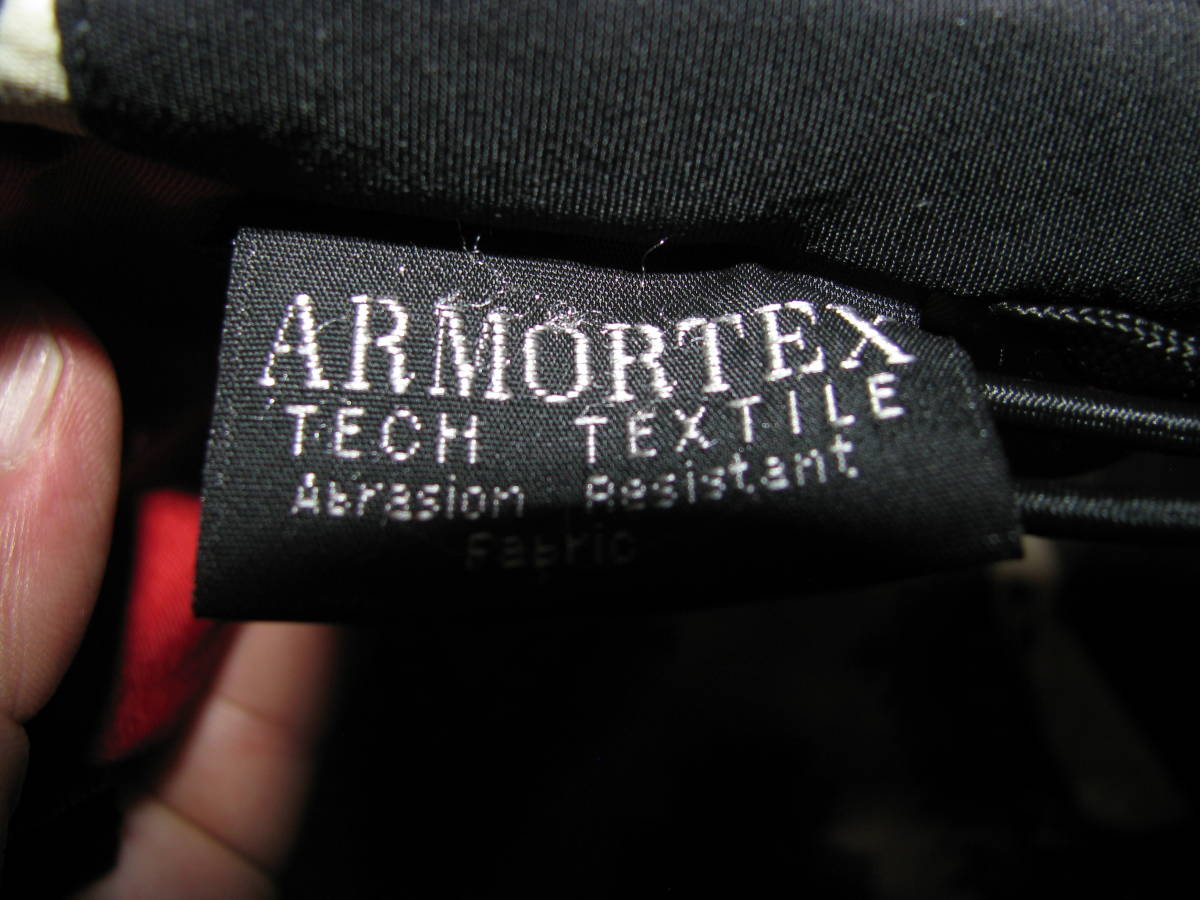 ARMORTEX
TECH TEXTILE
Abrasion Resistant
Fabric